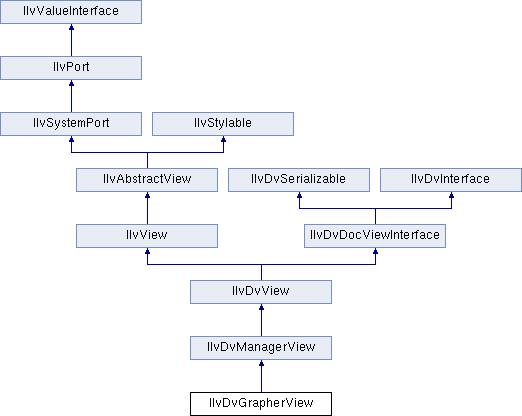 IlvValueInterface
IlvPort
IlvSystemPort
IlvStylable
IlvAbstractView
IlvDvSerializable
IlvDvInterface
IlvView
IlvDvDocViewInterface
IlvDvView
IlvDvManagerView
IlvDvGrapherView